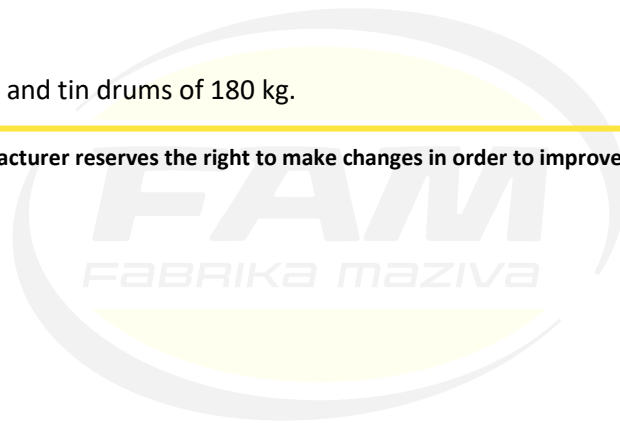 and tin drums of 180 kg.
acturer reserves the right to make changes in order to improve
FAM
FaBRIKa maZIVa